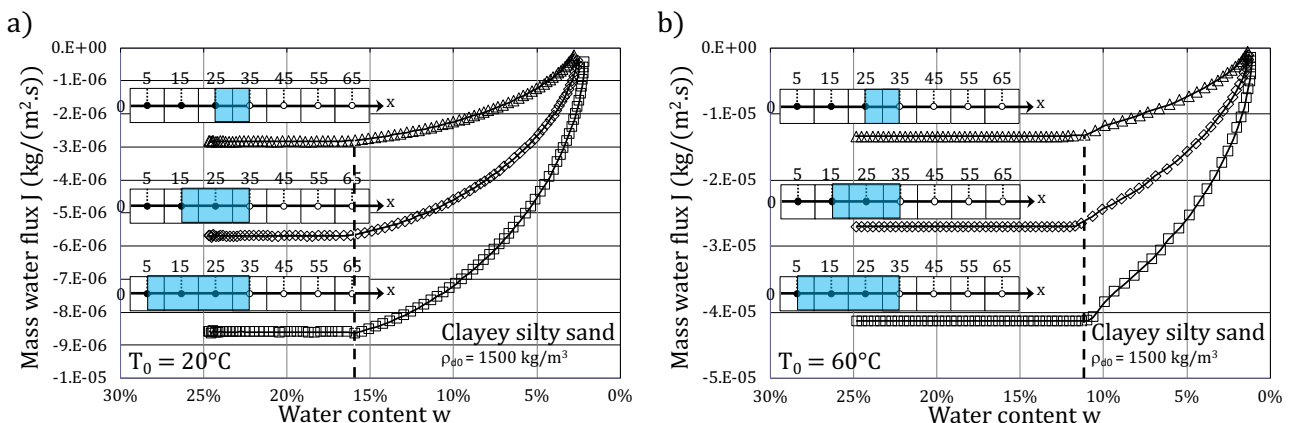 a)
Mass water flux J (kg/(m².s))
0.E+00
-1.E-06
-2.E-06
-3.E-06
-4.E-06
-5.E-06
-6.E-06
-7.E-06
-8.E-06
-9.E-06
-1.E-05
5 15 25 35 45 55 65
0 x
5 15 25 35 45 55 65
0 x
5 15 25 35 45 55 65
0 x
Clayey silty sand
T₀ = 20°C ρd0 = 1500 kg/m³
30% 25% 20% 15% 10% 5% 0%
Water content w
b)
Mass water flux J (kg/(m².s))
0.E+00
-1.E-05
-2.E-05
-3.E-05
-4.E-05
-5.E-05
5 15 25 35 45 55 65
0 x
5 15 25 35 45 55 65
0 x
5 15 25 35 45 55 65
0 x
Clayey silty sand
T₀ = 60°C ρd0 = 1500 kg/m³
30% 25% 20% 15% 10% 5% 0%
Water content w